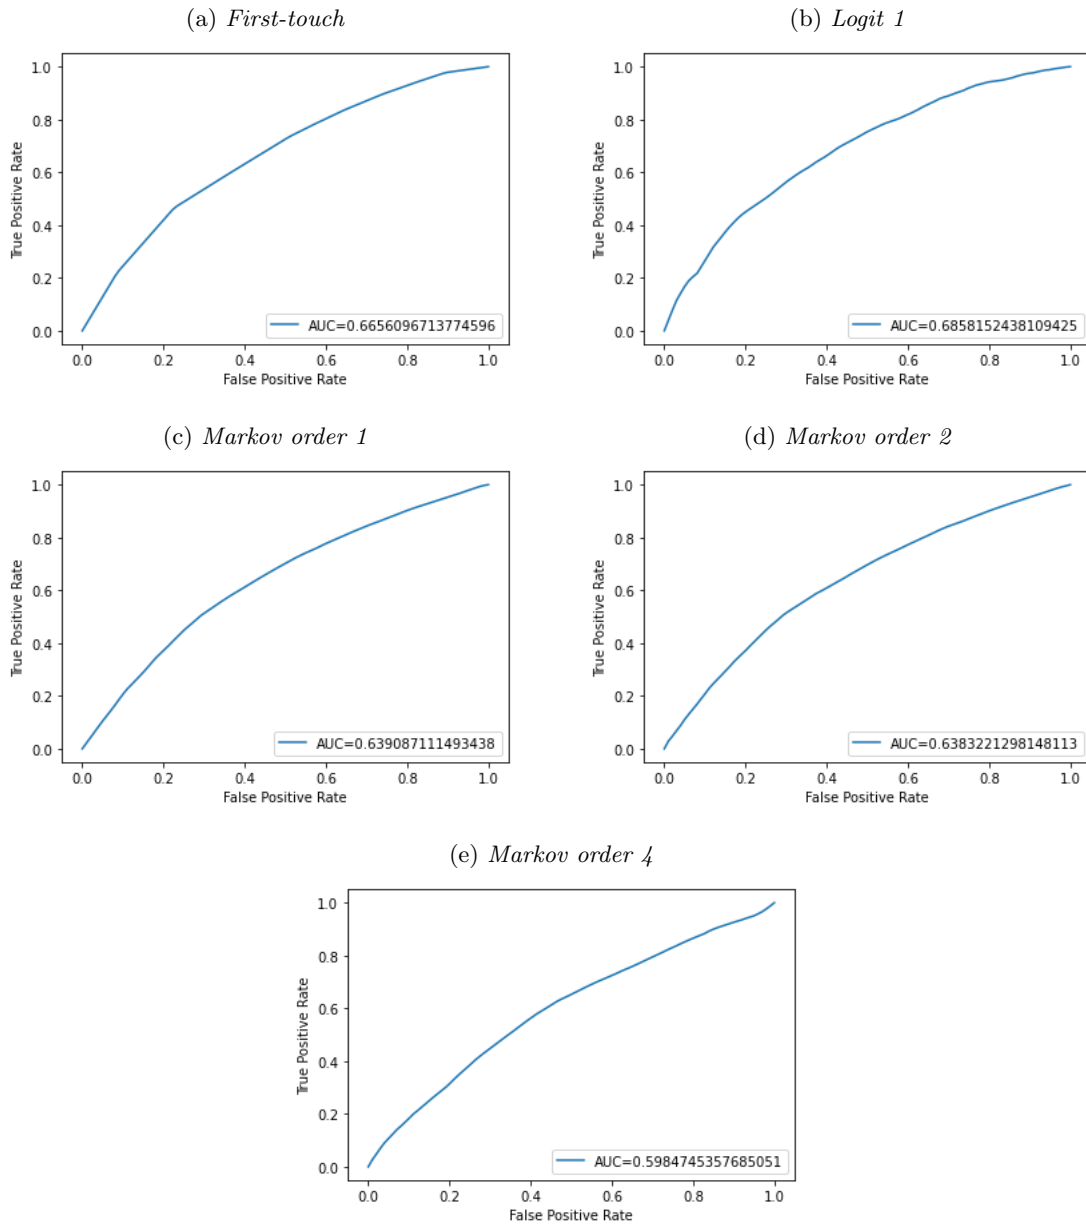 (a) First-touch
(b) Logit 1
1.0
0.8
0.6
0.4
0.2
0.0
True Positive Rate
AUC=0.6656096713774596
0.0 0.2 0.4 0.6 0.8 1.0
False Positive Rate
1.0
0.8
0.6
0.4
0.2
0.0
True Positive Rate
AUC=0.6858152438109425
0.0 0.2 0.4 0.6 0.8 1.0
False Positive Rate
(c) Markov order 1
(d) Markov order 2
1.0
0.8
0.6
0.4
0.2
0.0
True Positive Rate
AUC=0.639087111493438
0.0 0.2 0.4 0.6 0.8 1.0
False Positive Rate
1.0
0.8
0.6
0.4
0.2
0.0
True Positive Rate
AUC=0.6383221298148113
0.0 0.2 0.4 0.6 0.8 1.0
False Positive Rate
(e) Markov order 4
1.0
0.8
0.6
0.4
0.2
0.0
True Positive Rate
AUC=0.5984745357685051
0.0 0.2 0.4 0.6 0.8 1.0
False Positive Rate